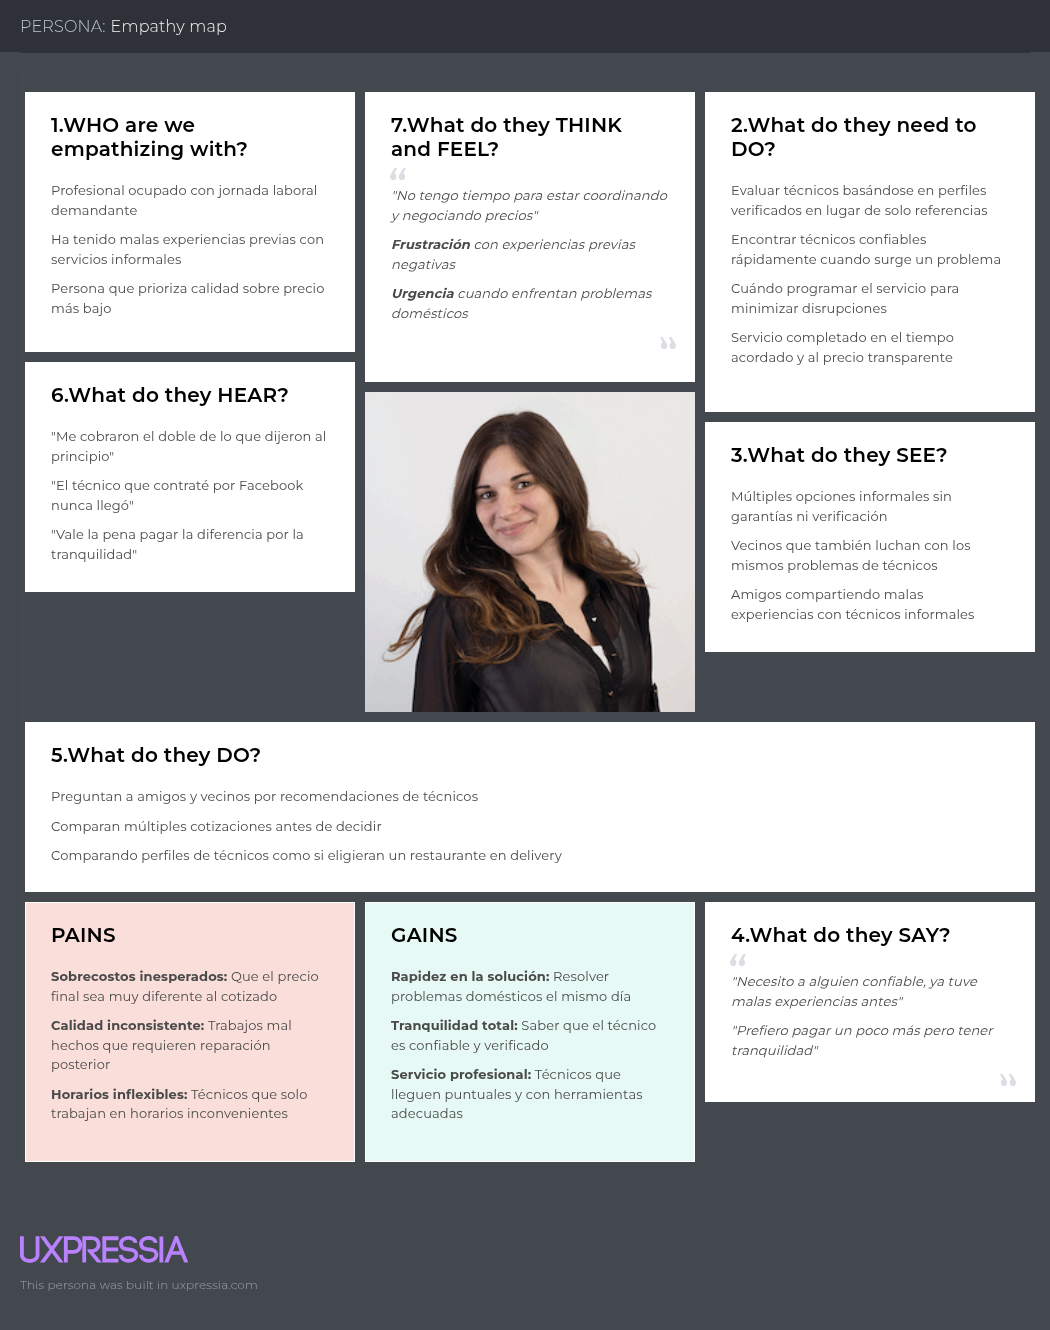 PERSONA: Empathy map
1.WHO are we
empathizing with?
Profesional ocupado con jornada laboral
demandante
Ha tenido malas experiencias previas con
servicios informales
Persona que prioriza calidad sobre precio
más bajo
7.What do they THINK
and FEEL?
“
"No tengo tiempo para estar coordinando
y negociando precios"
Frustración con experiencias previas
negativas
Urgencia cuando enfrentan problemas
domésticos
”
2.What do they need to
DO?
Evaluar técnicos basándose en perfiles
verificados en lugar de solo referencias
Encontrar técnicos confiables
rápidamente cuando surge un problema
Cuándo programar el servicio para
minimizar disrupciones
Servicio completado en el tiempo
acordado y al precio transparente
6.What do they HEAR?
"Me cobraron el doble de lo que dijeron al
principio"
"El técnico que contraté por Facebook
nunca llegó"
"Vale la pena pagar la diferencia por la
tranquilidad"
3.What do they SEE?
Múltiples opciones informales sin
garantías ni verificación
Vecinos que también luchan con los
mismos problemas de técnicos
Amigos compartiendo malas
experiencias con técnicos informales
5.What do they DO?
Preguntan a amigos y vecinos por recomendaciones de técnicos
Comparan múltiples cotizaciones antes de decidir
Comparando perfiles de técnicos como si eligieran un restaurante en delivery
PAINS
Sobrecostos inesperados: Que el precio
final sea muy diferente al cotizado
Calidad inconsistente: Trabajos mal
hechos que requieren reparación
posterior
Horarios inflexibles: Técnicos que solo
trabajan en horarios inconvenientes
GAINS
Rapidez en la solución: Resolver
problemas domésticos el mismo día
Tranquilidad total: Saber que el técnico
es confiable y verificado
Servicio profesional: Técnicos que
lleguen puntuales y con herramientas
adecuadas
4.What do they SAY?
“
"Necesito a alguien confiable, ya tuve
malas experiencias antes"
"Prefiero pagar un poco más pero tener
tranquilidad"
”
UXPRESSIA
This persona was built in uxpressia.com